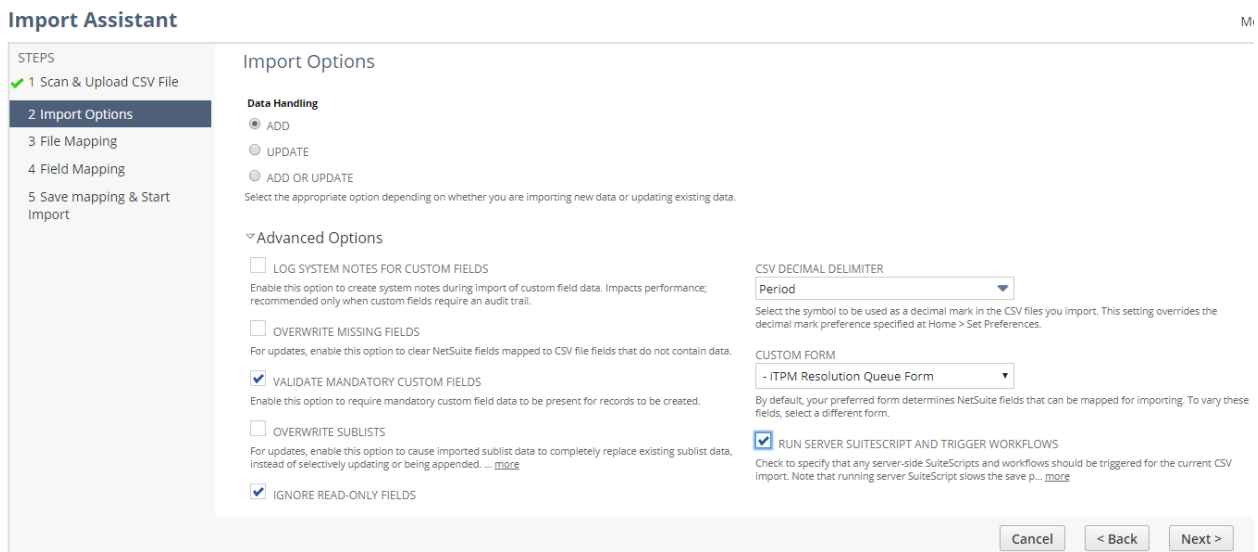 Import Assistant
STEPS
1 Scan & Upload CSV File
2 Import Options
3 File Mapping
4 Field Mapping
5 Save mapping & Start
Import
Import Options
Data Handling
ADD
UPDATE
ADD OR UPDATE
Select the appropriate option depending on whether you are importing new data or updating existing data.
Advanced Options
LOG SYSTEM NOTES FOR CUSTOM FIELDS
Enable this option to create system notes during import of custom field data. Impacts performance;
recommended only when custom fields require an audit trail.
OVERWRITE MISSING FIELDS
For updates, enable this option to clear NetSuite fields mapped to CSV file fields that do not contain data.
VALIDATE MANDATORY CUSTOM FIELDS
Enable this option to require mandatory custom field data to be present for records to be created.
OVERWRITE SUBLISTS
For updates, enable this option to cause imported sublist data to completely replace existing sublist data,
instead of selectively updating or being appended. ... more
IGNORE READ-ONLY FIELDS
CSV DECIMAL DELIMITER
Period
Select the symbol to be used as a decimal mark in the CSV files you import. This setting overrides the
decimal mark preference specified at Home > Set Preferences.
CUSTOM FORM
- iTPM Resolution Queue Form
By default, your preferred form determines NetSuite fields that can be mapped for importing. To vary these
fields, select a different form.
RUN SERVER SUITESCRIPT AND TRIGGER WORKFLOWS
Check to specify that any server-side SuiteScripts and workflows should be triggered for the current CSV
import. Note that running server SuiteScript slows the save p... more
Cancel
< Back
Next >